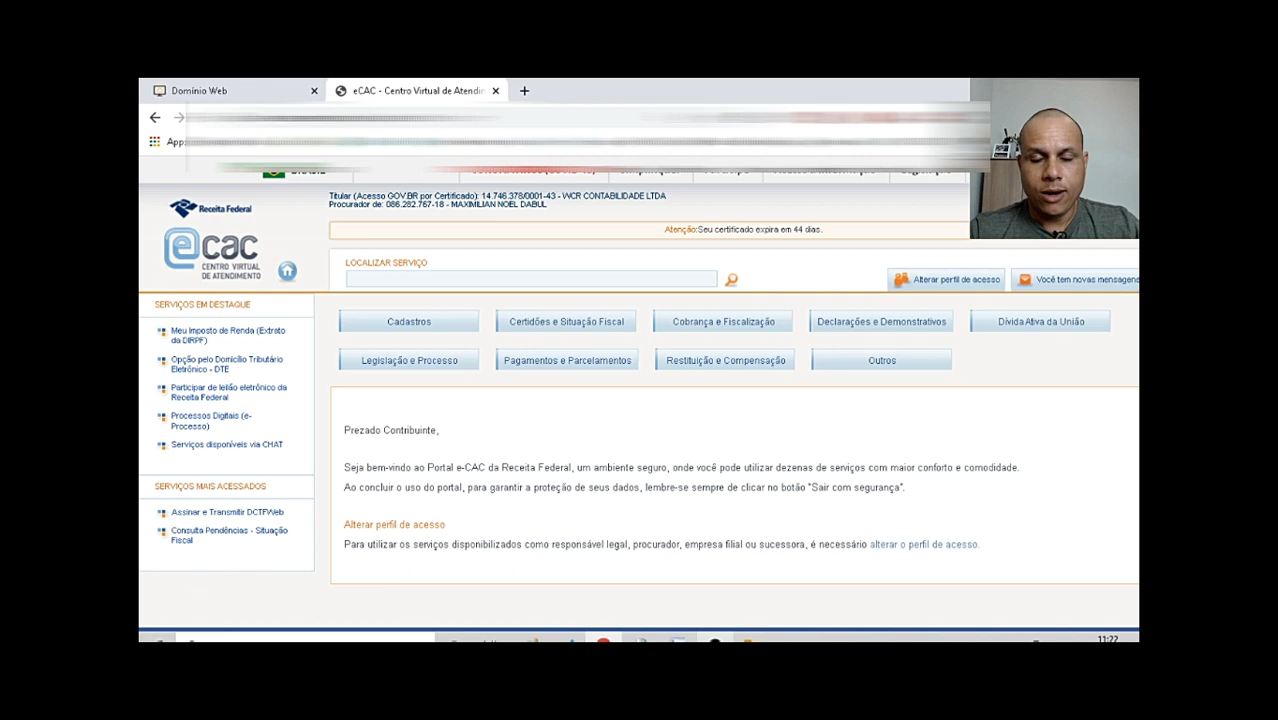 Domínio Web
eCAC - Centro Virtual de Atendin
App
Titular (Acesso GOV.BR por Certificado): 14.746.378/0001-43 - WCR CONTABILIDADE LTDA
Procurador de: 086.282.767-18 - MAXIMILIAN NOEL DABUL
Receita Federal
Atenção:Seu certificado expira em 44 dias.
ecac
CENTRO VIRTUAL
DE ATENDIMENTO
LOCALIZAR SERVIÇO
Alterar perfil de acesso
Você tem novas mensagens
SERVIÇOS EM DESTAQUE
Meu Imposto de Renda (Extrato
da DIRPF)
Opção pelo Domicílio Tributário
Eletrônico - DTE
Participar de leilão eletrônico da
Receita Federal
Processos Digitais (e-
Processo)
Serviços disponíveis via CHAT
SERVIÇOS MAIS ACESSADOS
Assinar e Transmitir DCTFWeb
Consulta Pendências - Situação
Fiscal
Cadastros
Certidões e Situação Fiscal
Cobrança e Fiscalização
Declarações e Demonstrativos
Dívida Ativa da União
Legislação e Processo
Pagamentos e Parcelamentos
Restituição e Compensação
Outros
Prezado Contribuinte,
Seja bem-vindo ao Portal e-CAC da Receita Federal, um ambiente seguro, onde você pode utilizar dezenas de serviços com maior conforto e comodidade.
Ao concluir o uso do portal, para garantir a proteção de seus dados, lembre-se sempre de clicar no botão "Sair com segurança".
Alterar perfil de acesso
Para utilizar os serviços disponibilizados como responsável legal, procurador, empresa filial ou sucessora, é necessário alterar o perfil de acesso.
11:22